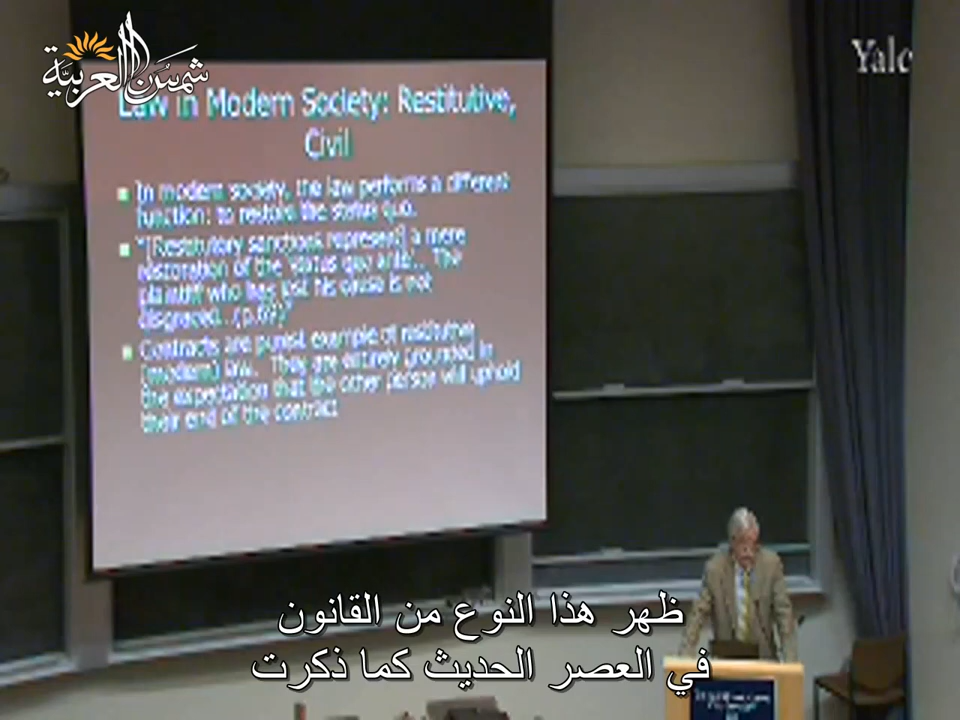 شمس العربية
Yale
Law in Modern Society: Restitutive,
Civil
In modern society, the law performs a different
function: to restore the status quo.
"[Restitutory sanctions represent] a mere
restoration of the status quo ante... The
plaintiff who has lost his cause is not
disgraced...(p.69)"
Contracts are purest example of restitutive
(modern) law. They are entirely grounded in
the expectation that the other person will uphold
their end of the contract
ظهر هذا النوع من القانون
في العصر الحديث كما ذكرت